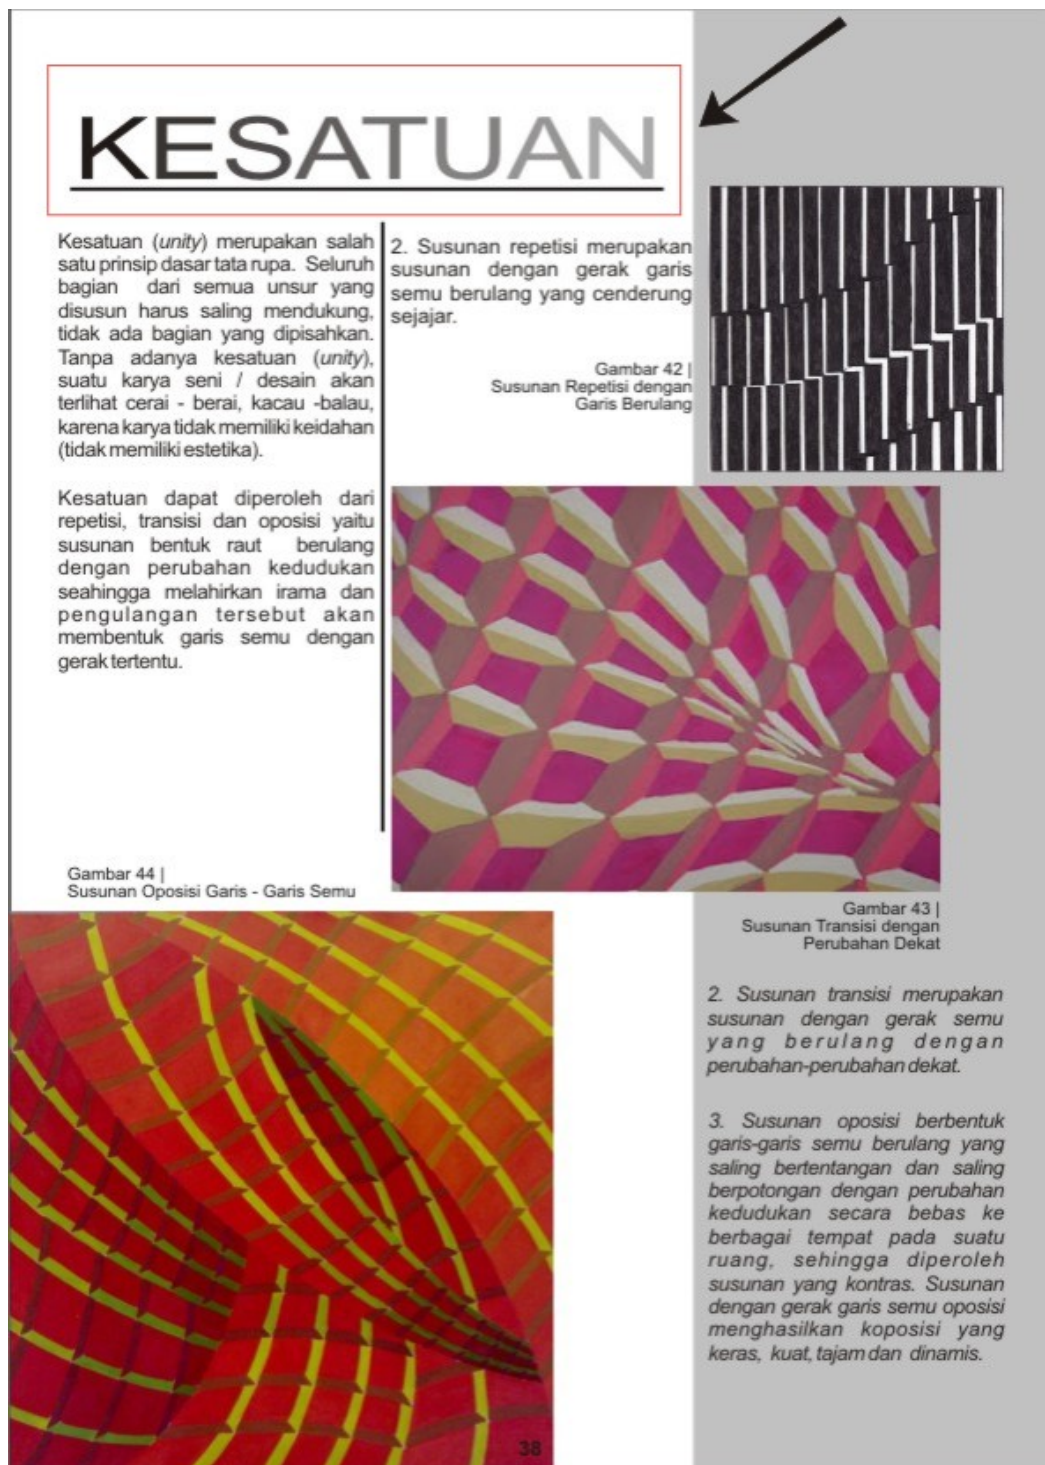 KESATUAN
Kesatuan (unity) merupakan salah
satu prinsip dasar tata rupa. Seluruh
bagian dari semua unsur yang
disusun harus saling mendukung,
tidak ada bagian yang dipisahkan.
Tanpa adanya kesatuan (unity),
suatu karya seni / desain akan
terlihat cerai - berai, kacau -balau,
karena karya tidak memiliki keidahan
(tidak memiliki estetika).
Kesatuan dapat diperoleh dari
repetisi, transisi dan oposisi yaitu
susunan bentuk raut berulang
dengan perubahan kedudukan
seahingga melahirkan irama dan
pengulangan tersebut akan
membentuk garis semu dengan
gerak tertentu.
2. Susunan repetisi merupakan
susunan dengan gerak garis
semu berulang yang cenderung
sejajar.
Gambar 42 |
Susunan Repetisi dengan
Garis Berulang
Gambar 44 |
Susunan Oposisi Garis - Garis Semu
Gambar 43 |
Susunan Transisi dengan
Perubahan Dekat
2. Susunan transisi merupakan
susunan dengan gerak semu
yang berulang dengan
perubahan-perubahan dekat.
3. Susunan oposisi berbentuk
garis-garis semu berulang yang
saling bertentangan dan saling
berpotongan dengan perubahan
kedudukan secara bebas ke
berbagai tempat pada suatu
ruang, sehingga diperoleh
susunan yang kontras. Susunan
dengan gerak garis semu oposisi
menghasilkan koposisi yang
keras, kuat, tajam dan dinamis.
38